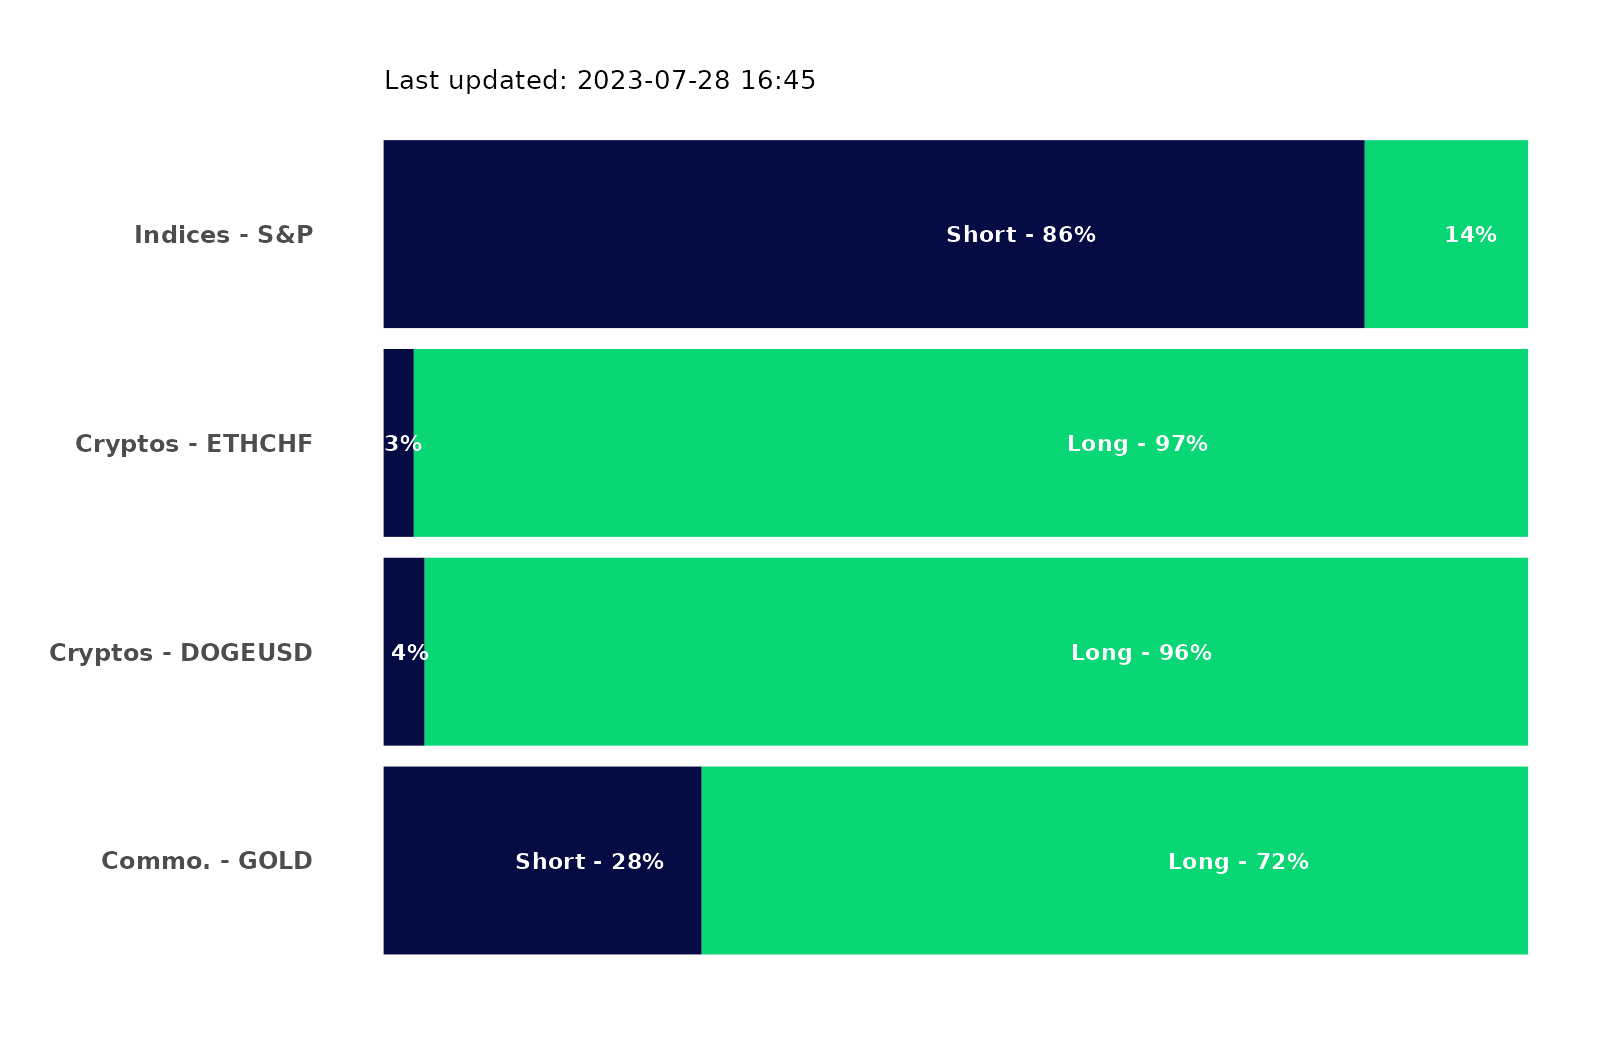 Last updated: 2023-07-28 16:45
Indices - S&P Short - 86% 14%
Cryptos - ETHCHF 3% Long - 97%
Cryptos - DOGEUSD 4% Long - 96%
Commo. - GOLD Short - 28% Long - 72%